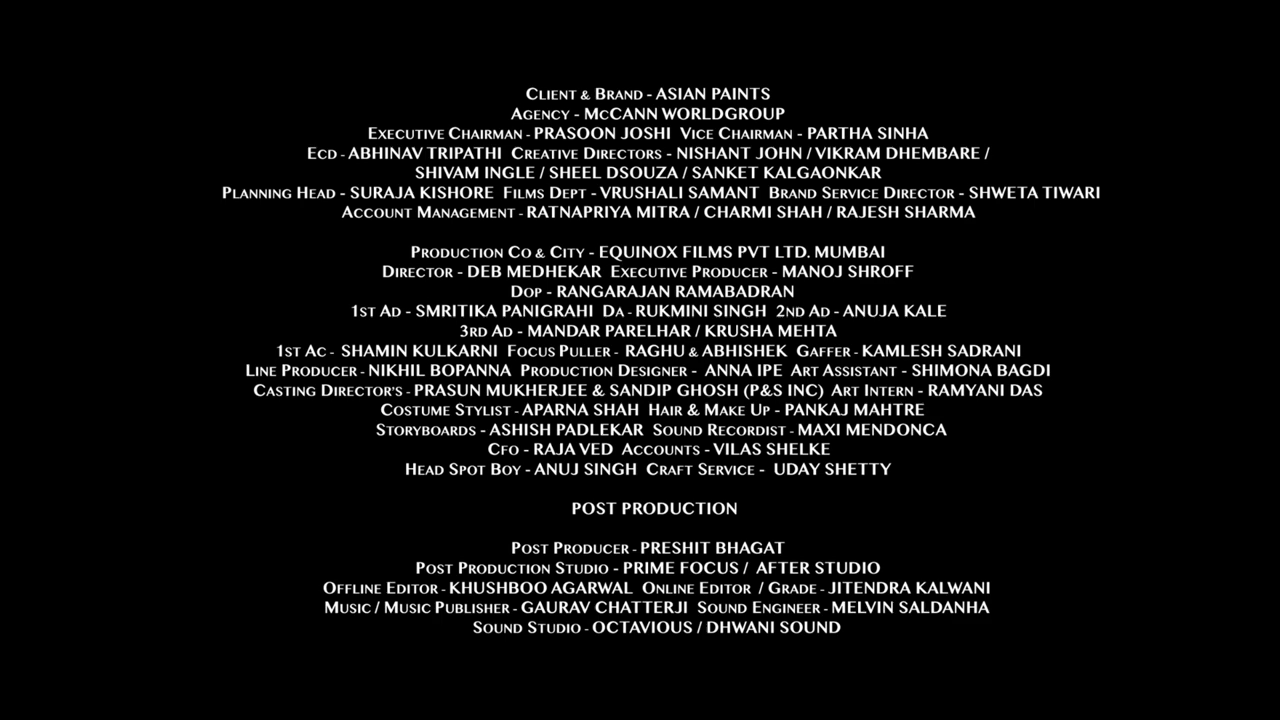 Client & Brand - ASIAN PAINTS
Agency - McCANN WORLDGROUP
Executive Chairman - PRASOON JOSHI Vice Chairman - PARTHA SINHA
Ecd - ABHINAV TRIPATHI Creative Directors - NISHANT JOHN / VIKRAM DHEMBARE /
SHIVAM INGLE / SHEEL DSOUZA / SANKET KALGAONKAR
Planning Head - SURAJA KISHORE Films Dept - VRUSHALI SAMANT Brand Service Director - SHWETA TIWARI
Account Management - RATNAPRIYA MITRA / CHARMI SHAH / RAJESH SHARMA
Production Co & City - EQUINOX FILMS PVT LTD. MUMBAI
Director - DEB MEDHEKAR Executive Producer - MANOJ SHROFF
Dop - RANGARAJAN RAMABADRAN
1st Ad - SMRITIKA PANIGRAHI Da - RUKMINI SINGH 2nd Ad - ANUJA KALE
3rd Ad - MANDAR PARELHAR / KRUSHA MEHTA
1st Ac - SHAMIN KULKARNI Focus Puller - RAGHU & ABHISHEK Gaffer - KAMLESH SADRANI
Line Producer - NIKHIL BOPANNA Production Designer - ANNA IPE Art Assistant - SHIMONA BAGDI
Casting Director's - PRASUN MUKHERJEE & SANDIP GHOSH (P&S INC) Art Intern - RAMYANI DAS
Costume Stylist - APARNA SHAH Hair & Make Up - PANKAJ MAHTRE
Storyboards - ASHISH PADLEKAR Sound Recordist - MAXI MENDONCA
Cfo - RAJA VED Accounts - VILAS SHELKE
Head Spot Boy - ANUJ SINGH Craft Service - UDAY SHETTY
POST PRODUCTION
Post Producer - PRESHIT BHAGAT
Post Production Studio - PRIME FOCUS / AFTER STUDIO
Offline Editor - KHUSHBOO AGARWAL Online Editor / Grade - JITENDRA KALWANI
Music / Music Publisher - GAURAV CHATTERJI Sound Engineer - MELVIN SALDANHA
Sound Studio - OCTAVIOUS / DHWANI SOUND